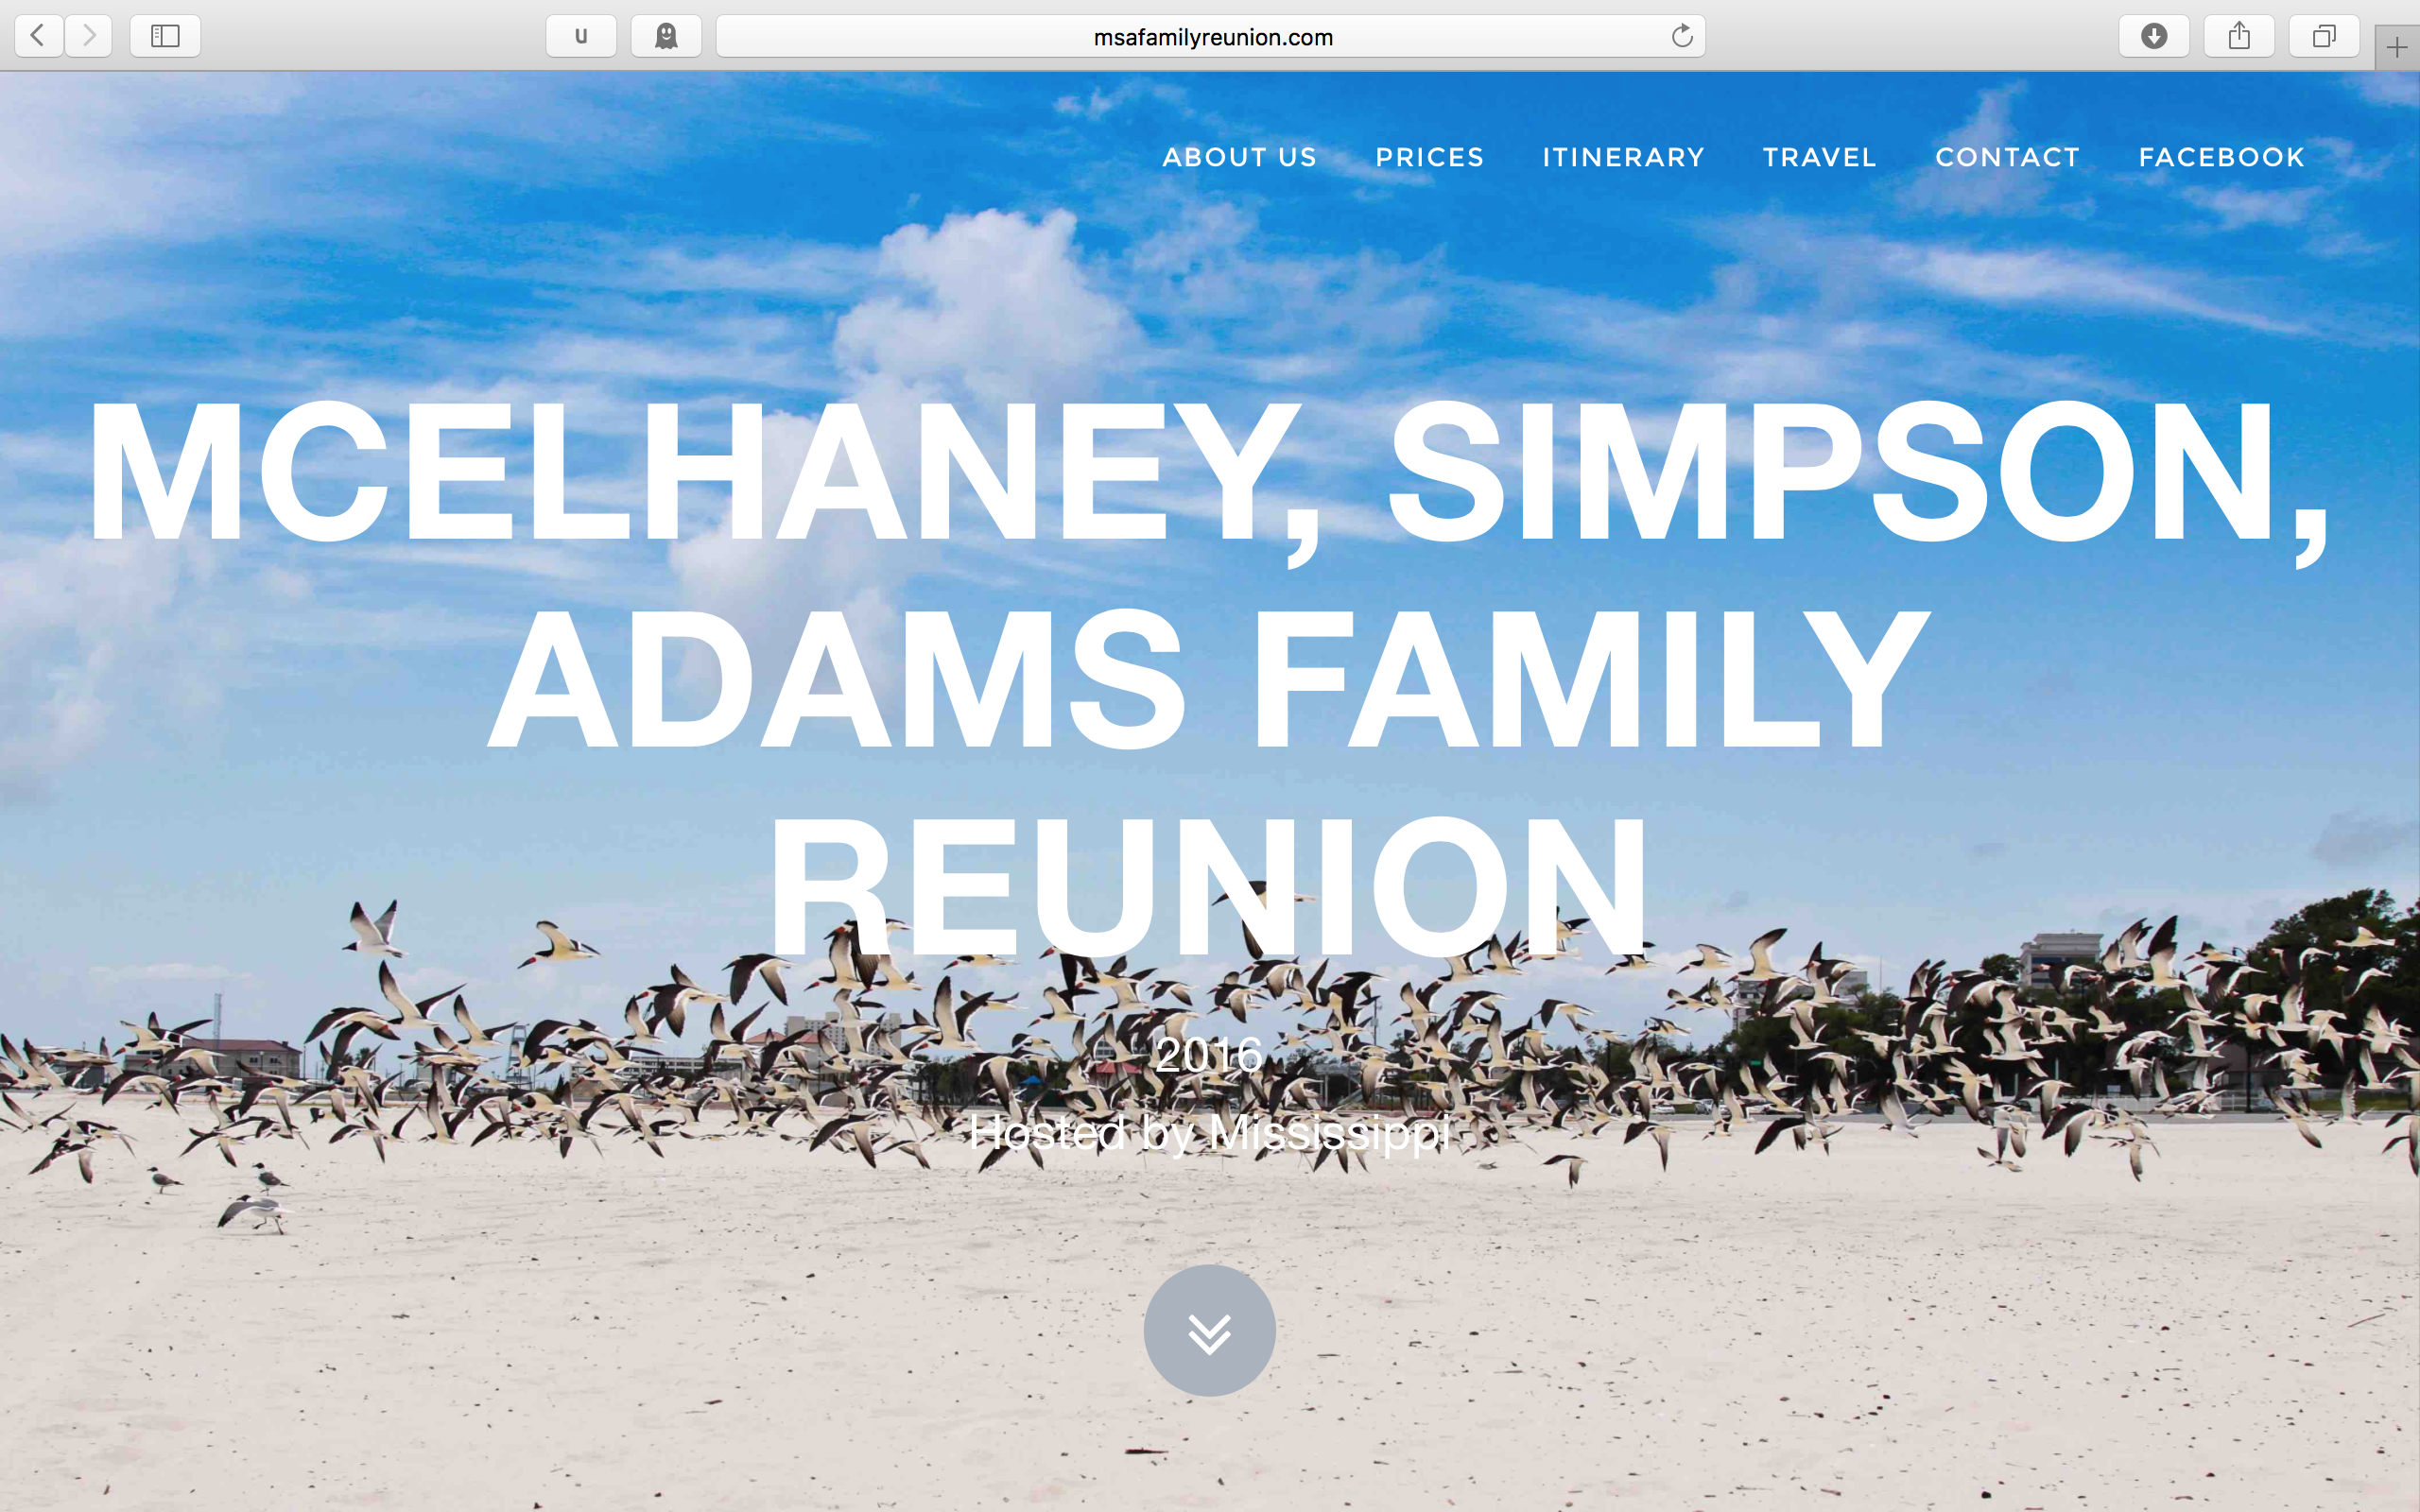 u
msafamilyreunion.com
ABOUT US PRICES ITINERARY TRAVEL CONTACT FACEBOOK
MCELHANEY, SIMPSON,
ADAMS FAMILY
REUNION
2016
Hosted by Mississippi